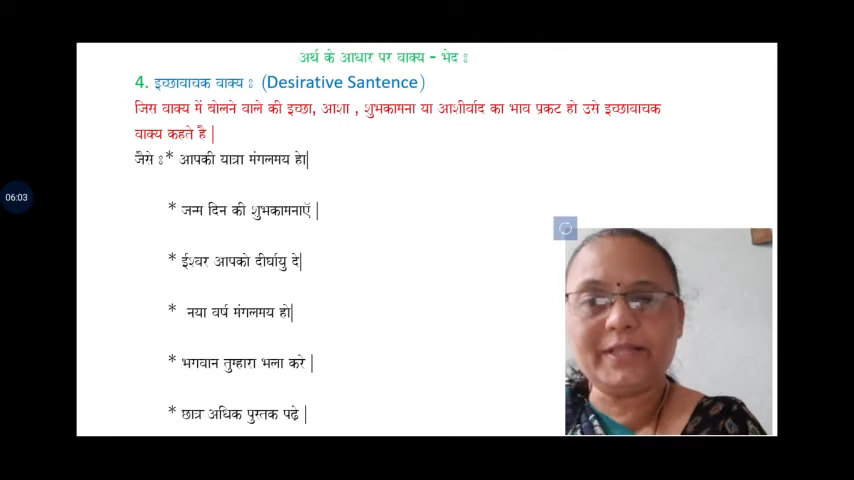 अर्थ के आधार पर वाक्य - भेद :
4. इच्छावाचक वाक्य : (Desirative Santence)
जिस वाक्य में बोलने वाले की इच्छा, आशा , शुभकामना या आशीर्वाद का भाव प्रकट हो उसे इच्छावाचक
वाक्य कहते है |
जैसे :* आपकी यात्रा मंगलमय हो|
* जन्म दिन की शुभकामनाएँ |
06:03
* ईश्वर आपको दीर्घायु दे|
* नया वर्ष मंगलमय हो|
* भगवान तुम्हारा भला करे |
* छात्र अधिक पुस्तक पढ़े |